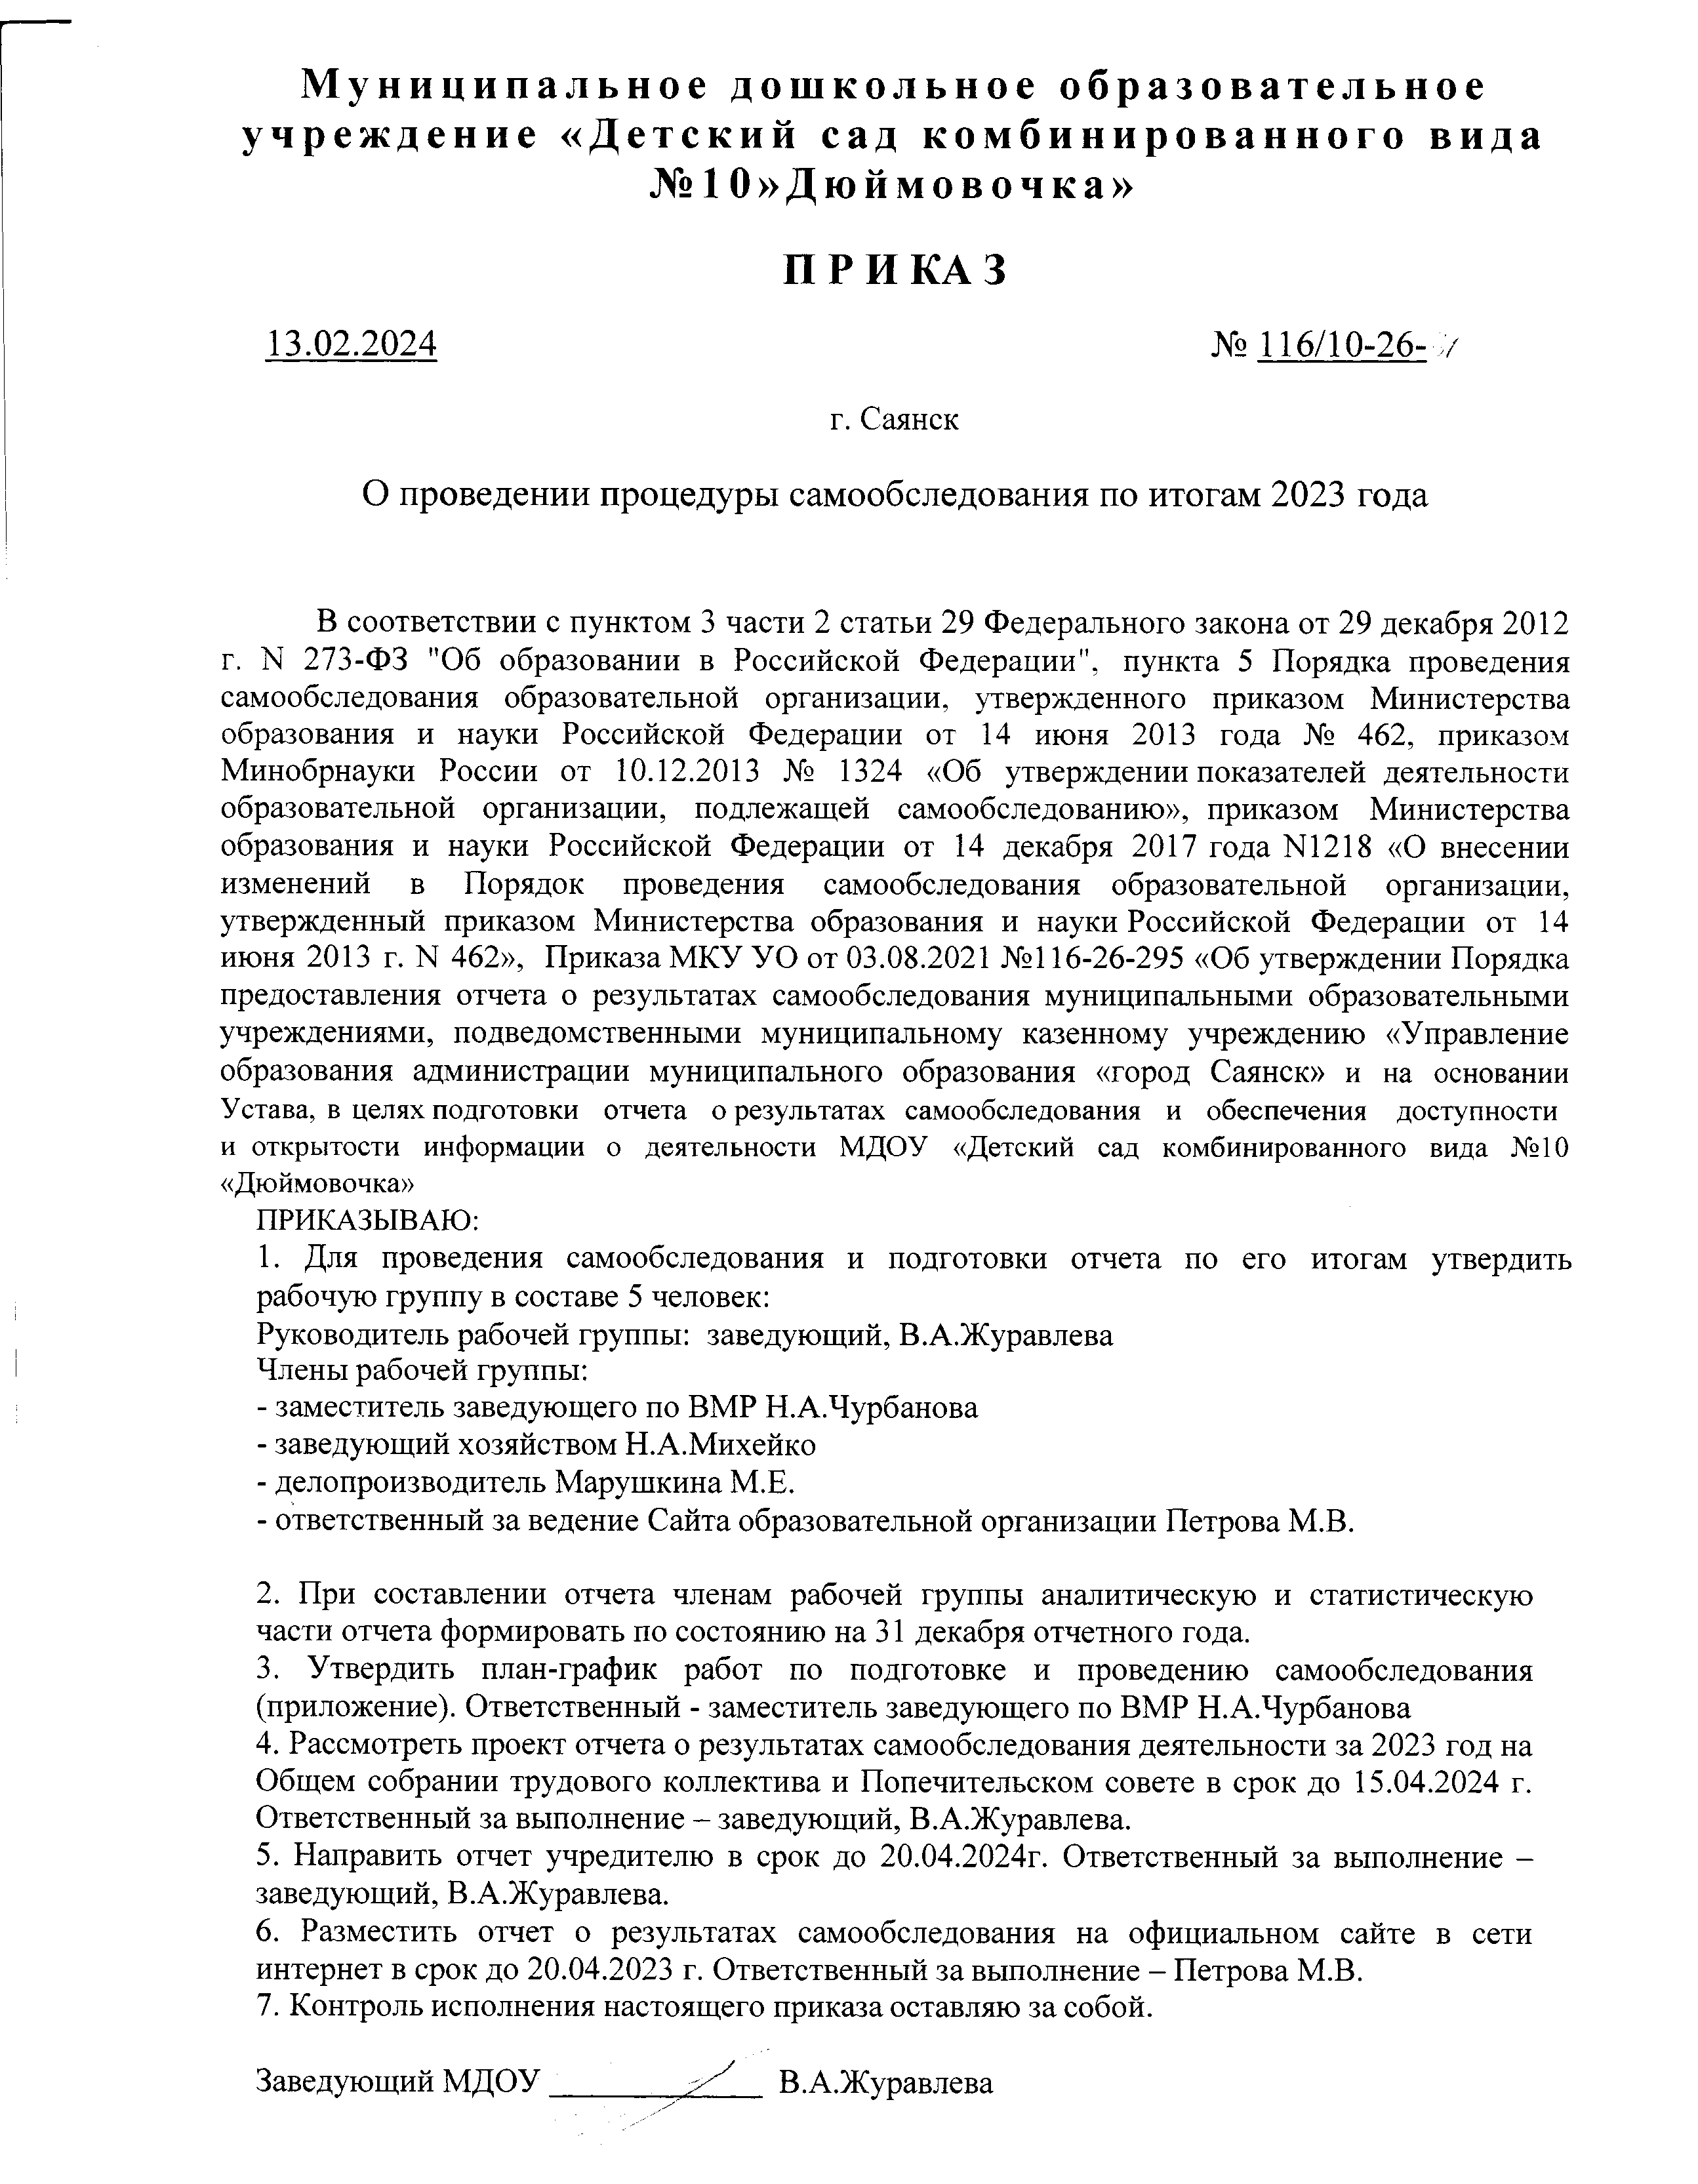 Муниципальное дошкольное образовательное
учреждение «Детский сад комбинированного вида
№10»Дюймовочка»
ПРИКАЗ
13.02.2024 № 116/10-26-
г. Саянск
О проведении процедуры самообследования по итогам 2023 года
В соответствии с пунктом 3 части 2 статьи 29 Федерального закона от 29 декабря 2012
г. N 273-ФЗ "Об образовании в Российской Федерации", пункта 5 Порядка проведения
самообследования образовательной организации, утвержденного приказом Министерства
образования и науки Российской Федерации от 14 июня 2013 года № 462, приказом
Минобрнауки России от 10.12.2013 № 1324 «Об утверждении показателей деятельности
образовательной организации, подлежащей самообследованию», приказом Министерства
образования и науки Российской Федерации от 14 декабря 2017 года N1218 «О внесении
изменений в Порядок проведения самообследования образовательной организации,
утвержденный приказом Министерства образования и науки Российской Федерации от 14
июня 2013 г. N 462», Приказа МКУ УО от 03.08.2021 №116-26-295 «Об утверждении Порядка
предоставления отчета о результатах самообследования муниципальными образовательными
учреждениями, подведомственными муниципальному казенному учреждению «Управление
образования администрации муниципального образования «город Саянск» и на основании
Устава, в целях подготовки отчета о результатах самообследования и обеспечения доступности
и открытости информации о деятельности МДОУ «Детский сад комбинированного вида №10
«Дюймовочка»
ПРИКАЗЫВАЮ:
1. Для проведения самообследования и подготовки отчета по его итогам утвердить
рабочую группу в составе 5 человек:
Руководитель рабочей группы: заведующий, В.А.Журавлева
Члены рабочей группы:
- заместитель заведующего по ВМР Н.А.Чурбанова
- заведующий хозяйством Н.А.Михейко
- делопроизводитель Марушкина М.Е.
- ответственный за ведение Сайта образовательной организации Петрова М.В.
2. При составлении отчета членам рабочей группы аналитическую и статистическую
части отчета формировать по состоянию на 31 декабря отчетного года.
3. Утвердить план-график работ по подготовке и проведению самообследования
(приложение). Ответственный - заместитель заведующего по ВМР Н.А.Чурбанова
4. Рассмотреть проект отчета о результатах самообследования деятельности за 2023 год на
Общем собрании трудового коллектива и Попечительском совете в срок до 15.04.2024 г.
Ответственный за выполнение – заведующий, В.А.Журавлева.
5. Направить отчет учредителю в срок до 20.04.2024г. Ответственный за выполнение –
заведующий, В.А.Журавлева.
6. Разместить отчет о результатах самообследования на официальном сайте в сети
интернет в срок до 20.04.2023 г. Ответственный за выполнение – Петрова М.В.
7. Контроль исполнения настоящего приказа оставляю за собой.
Заведующий МДОУ В.А.Журавлева